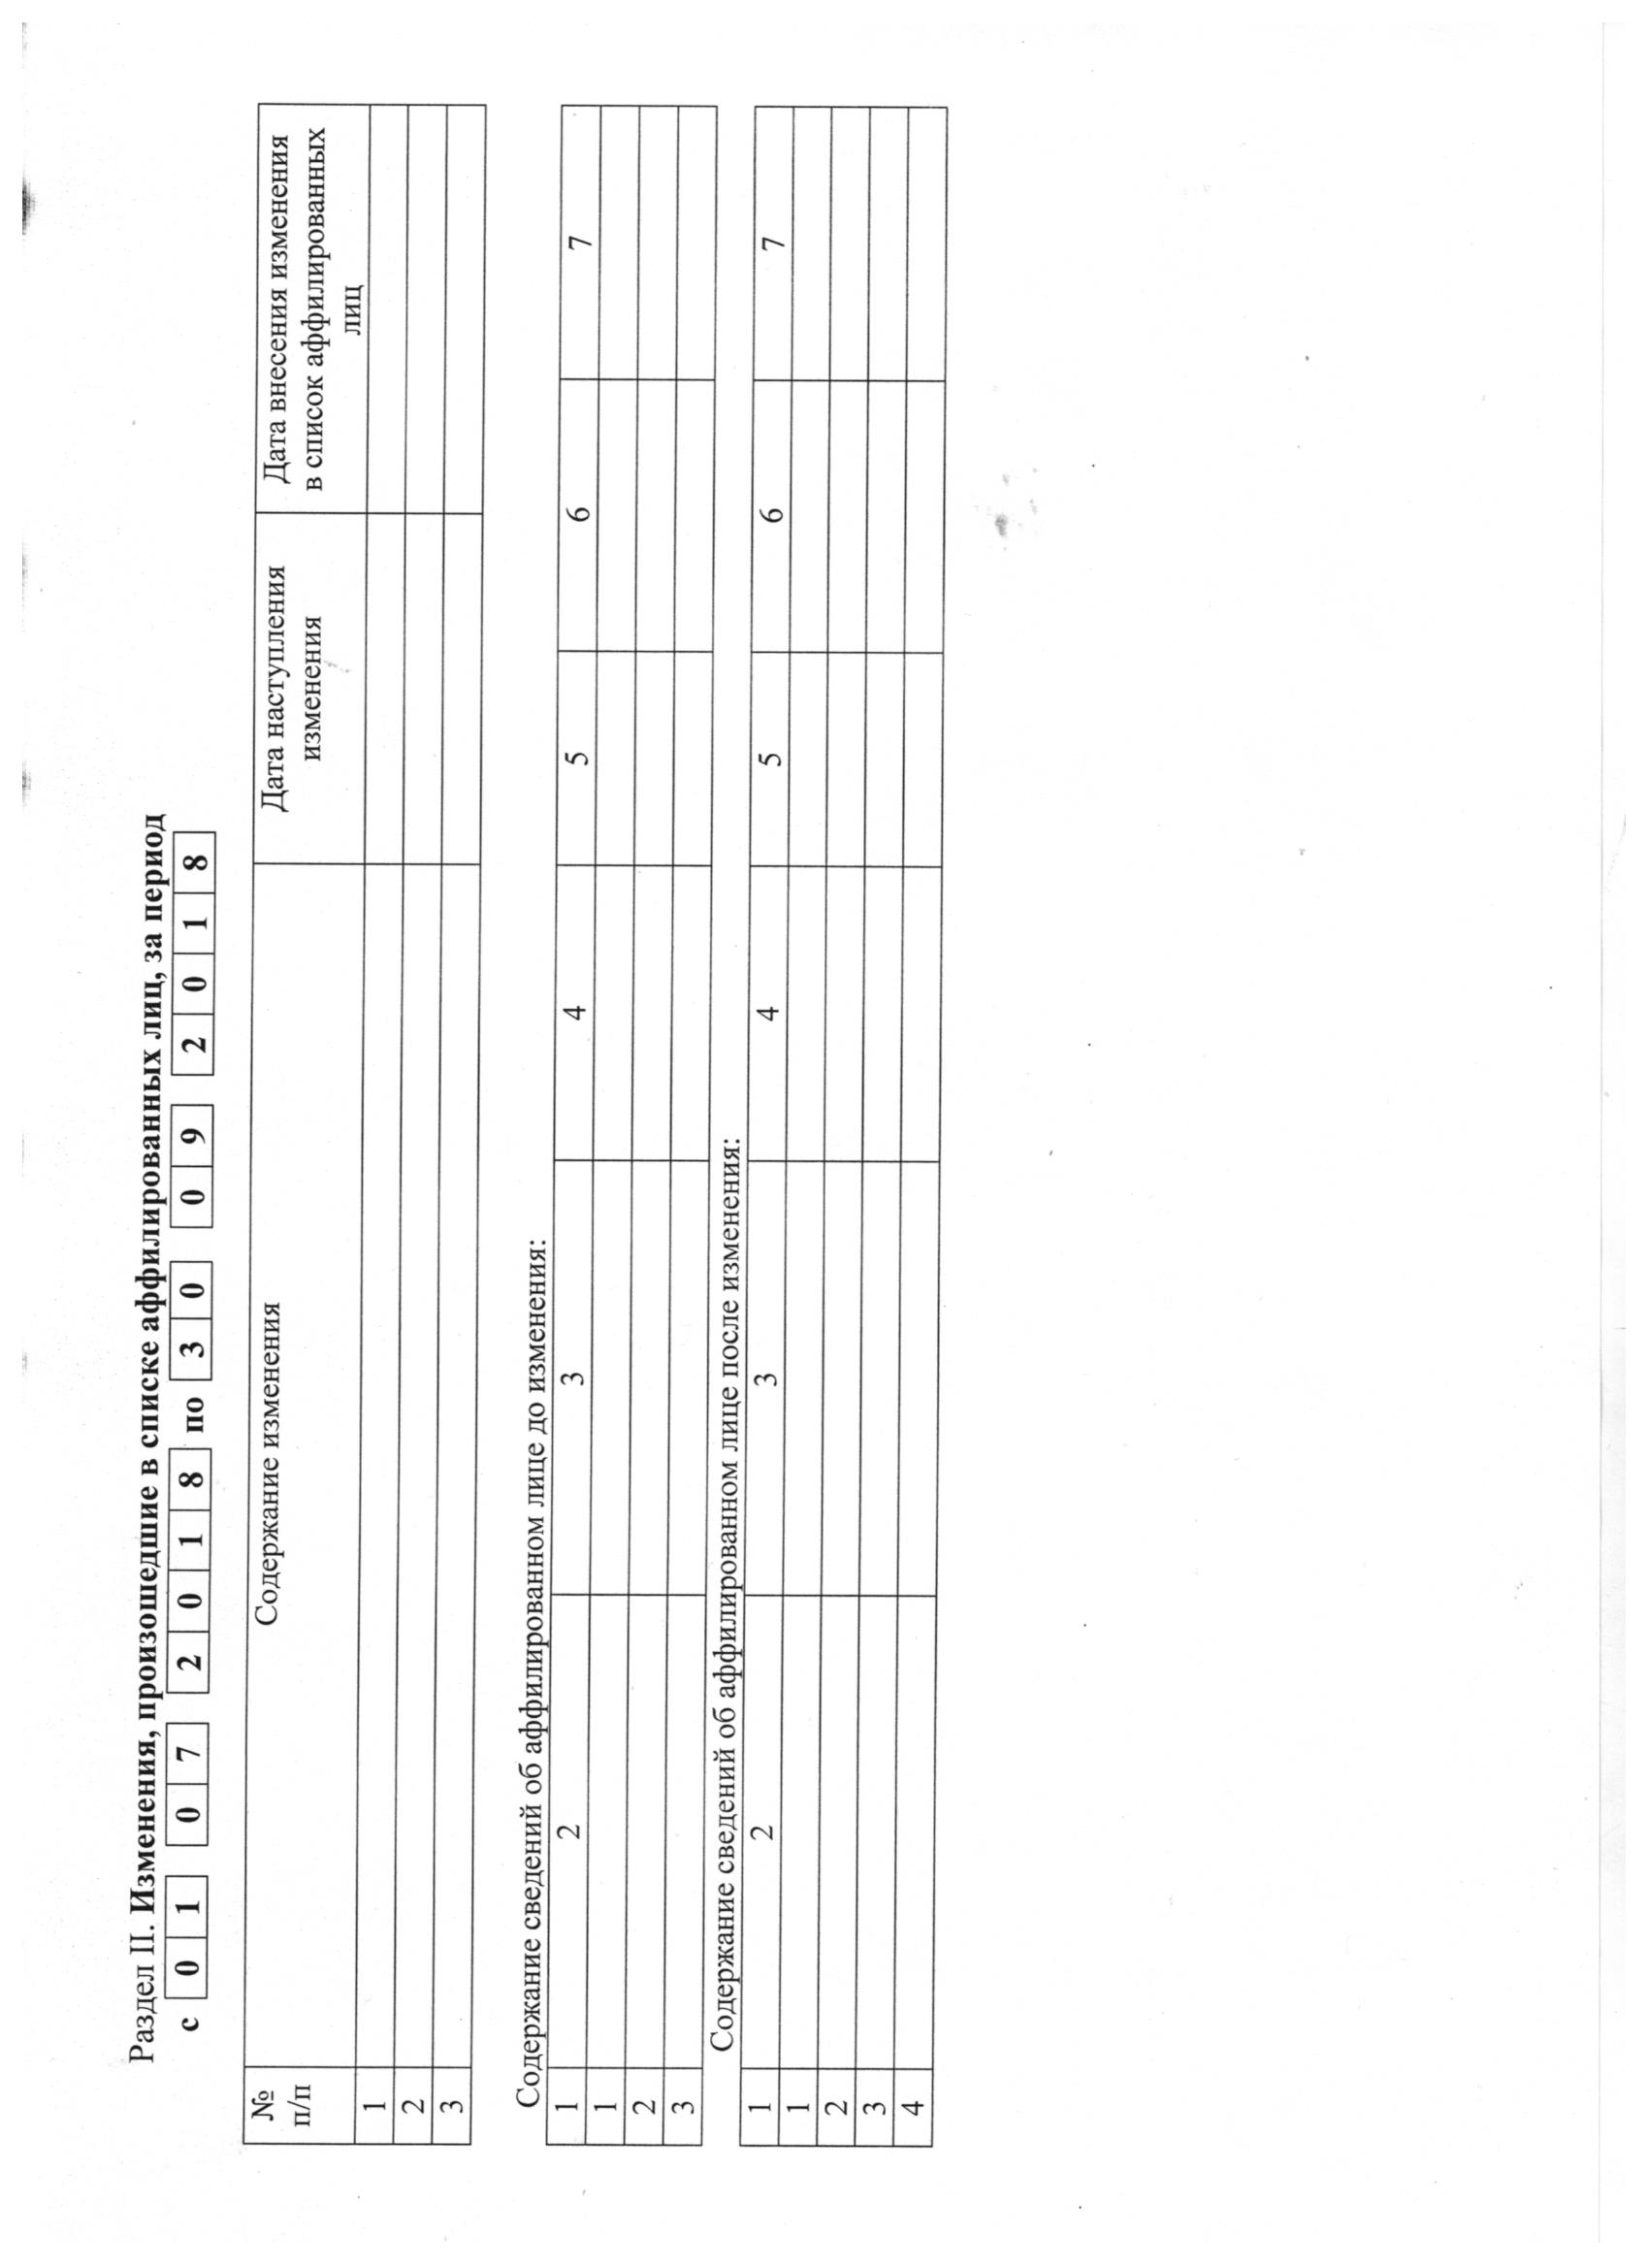 Раздел II. Изменения, произошедшие в списке аффилированных лиц, за период
с 0 1 0 7 2 0 1 8 по 3 0 0 9 2 0 1 8
№ п/п Содержание изменения Дата наступления изменения Дата внесения изменения в список аффилированных лиц
1
2
3
Содержание сведений об аффилированном лице до изменения:
1 2 3 4 5 6 7
1
2
3
Содержание сведений об аффилированном лице после изменения:
1 2 3 4 5 6 7
1
2
3
4